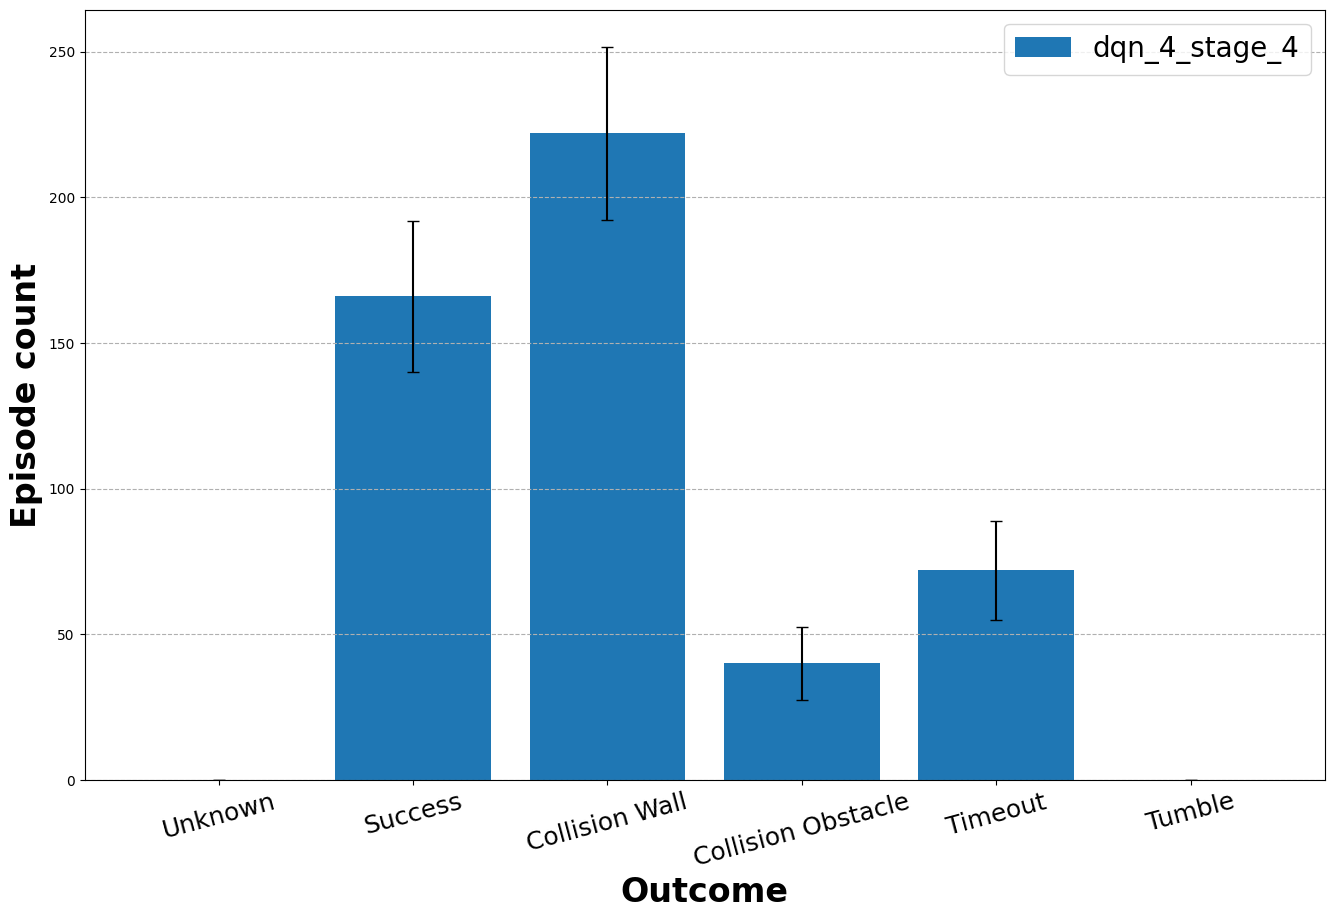 dqn_4_stage_4
Episode count
250
200
150
100
50
0
Unknown
Success
Collision Wall
Collision Obstacle
Timeout
Tumble
Outcome